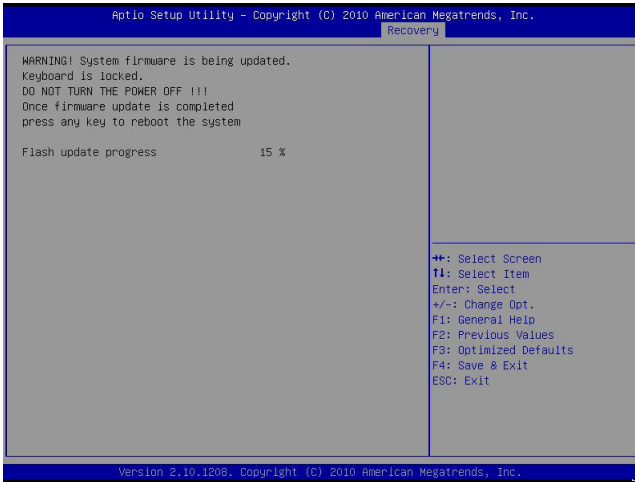 Aptio Setup Utility – Copyright (C) 2010 American Megatrends, Inc.
Recovery
WARNING! System firmware is being updated.
Keyboard is locked.
DO NOT TURN THE POWER OFF !!!
Once firmware update is completed
press any key to reboot the system
Flash update progress 15 %
→←: Select Screen
↑↓: Select Item
Enter: Select
+/-: Change Opt.
F1: General Help
F2: Previous Values
F3: Optimized Defaults
F4: Save & Exit
ESC: Exit
Version 2.10.1208. Copyright (C) 2010 American Megatrends, Inc.